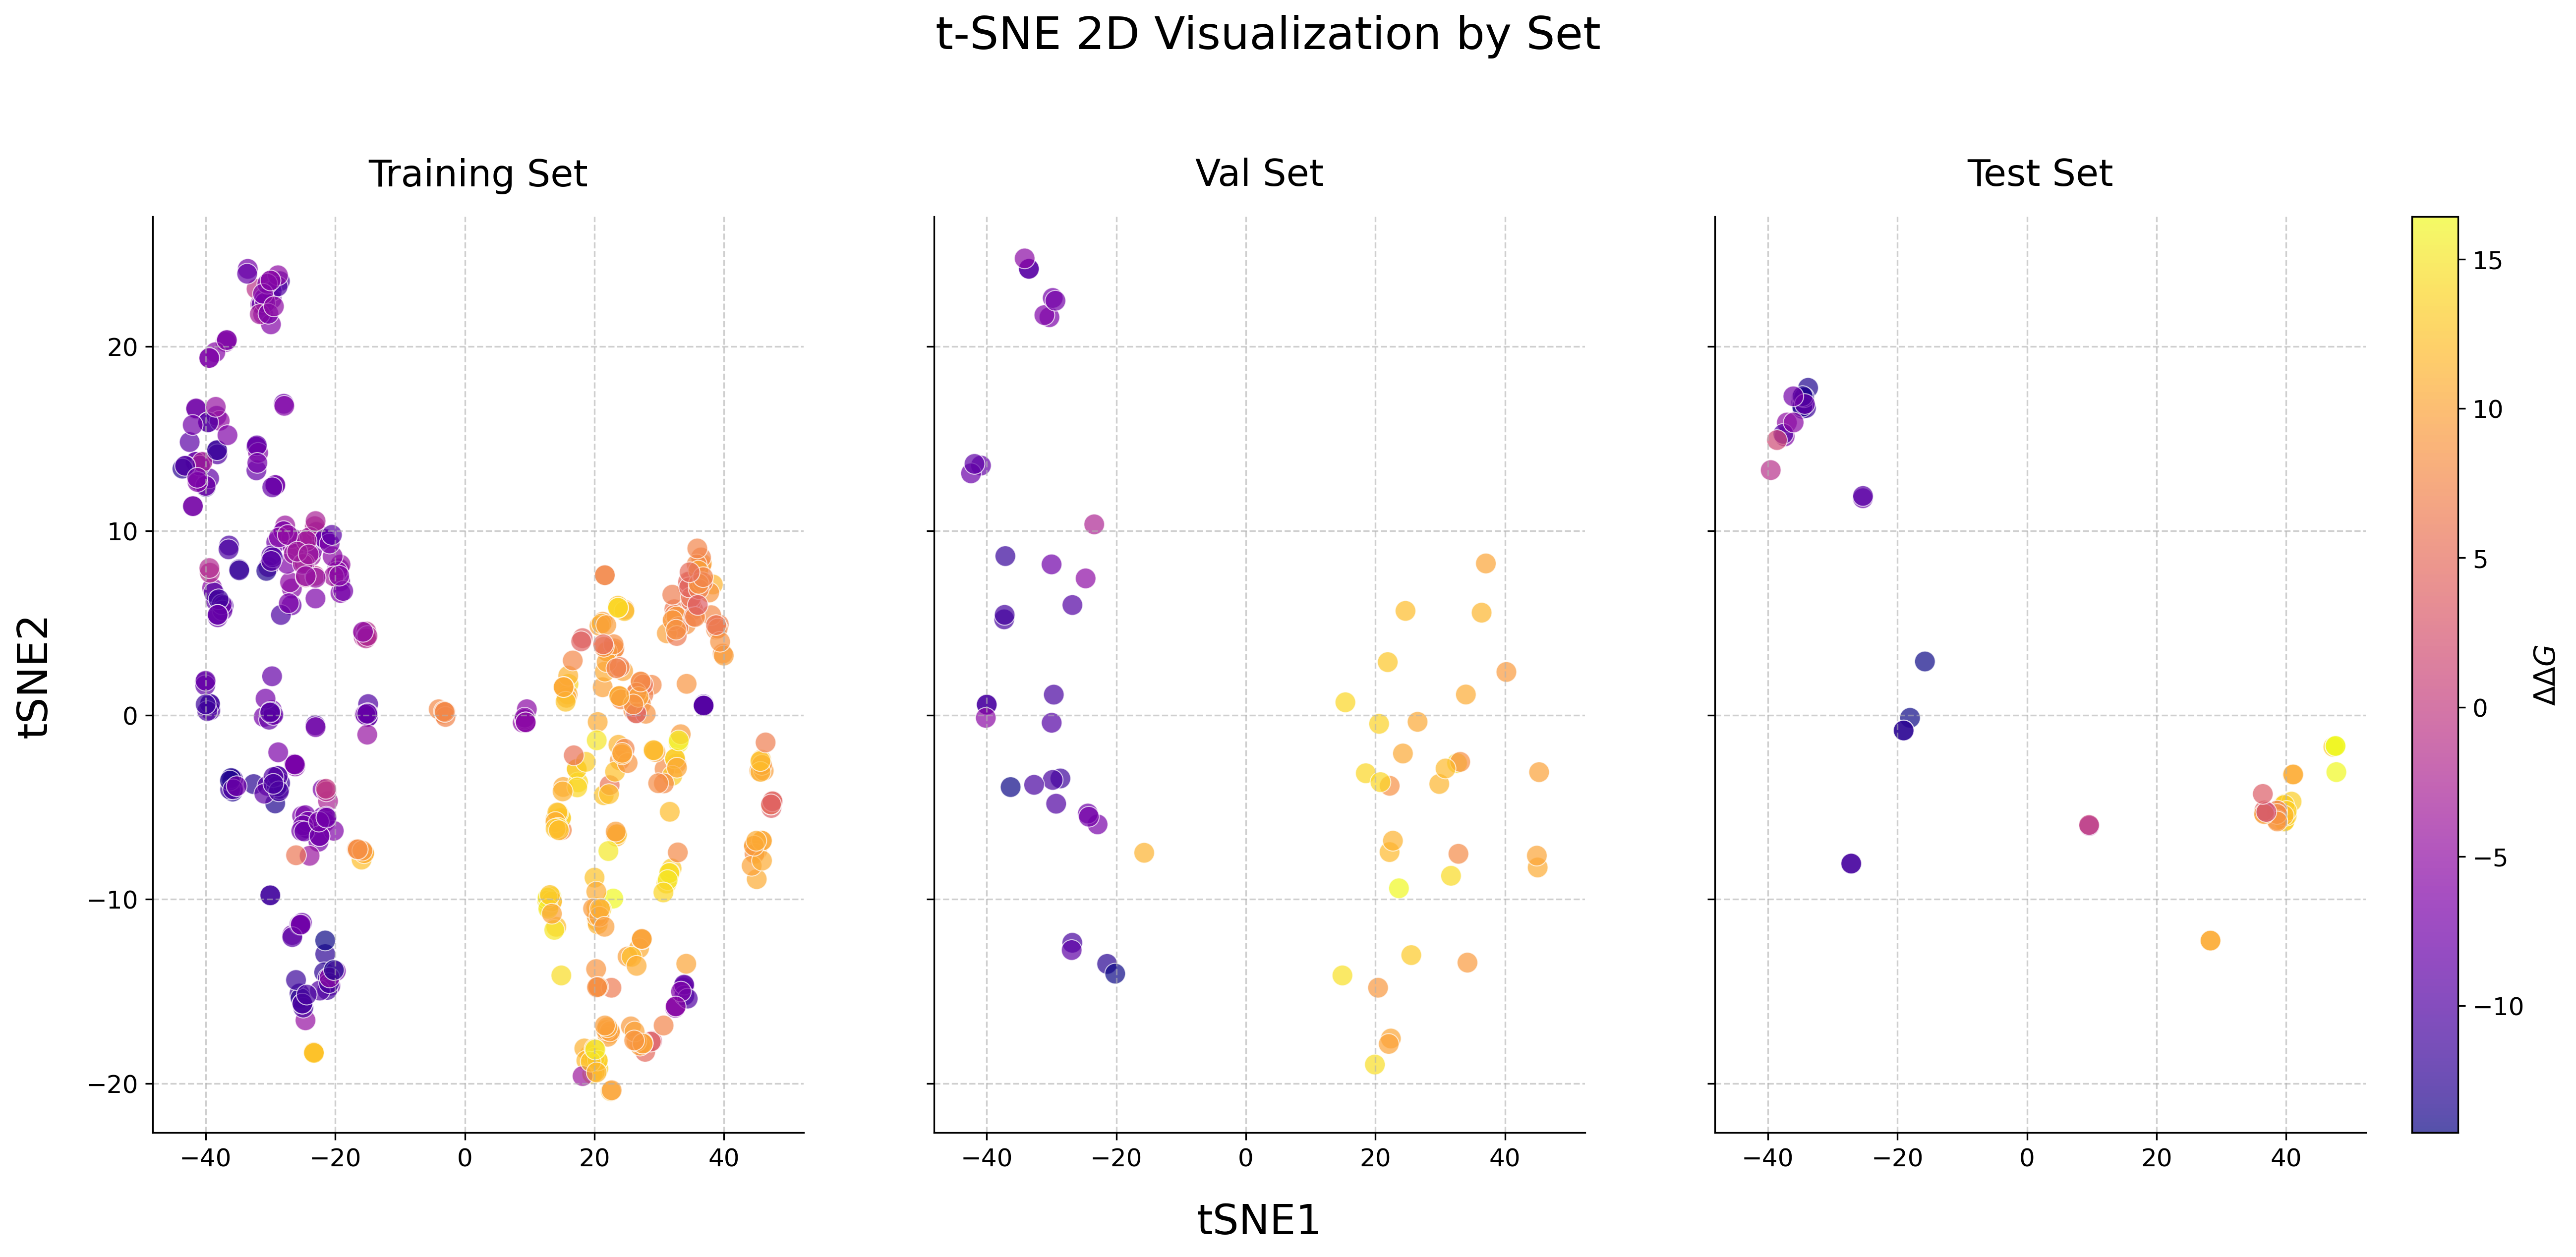 t-SNE 2D Visualization by Set
Training Set
Val Set
Test Set
tSNE2
20
10
0
−10
−20
−40 −20 0 20 40
−40 −20 0 20 40
−40 −20 0 20 40
tSNE1
15
10
5
0
−5
−10
ΔΔG